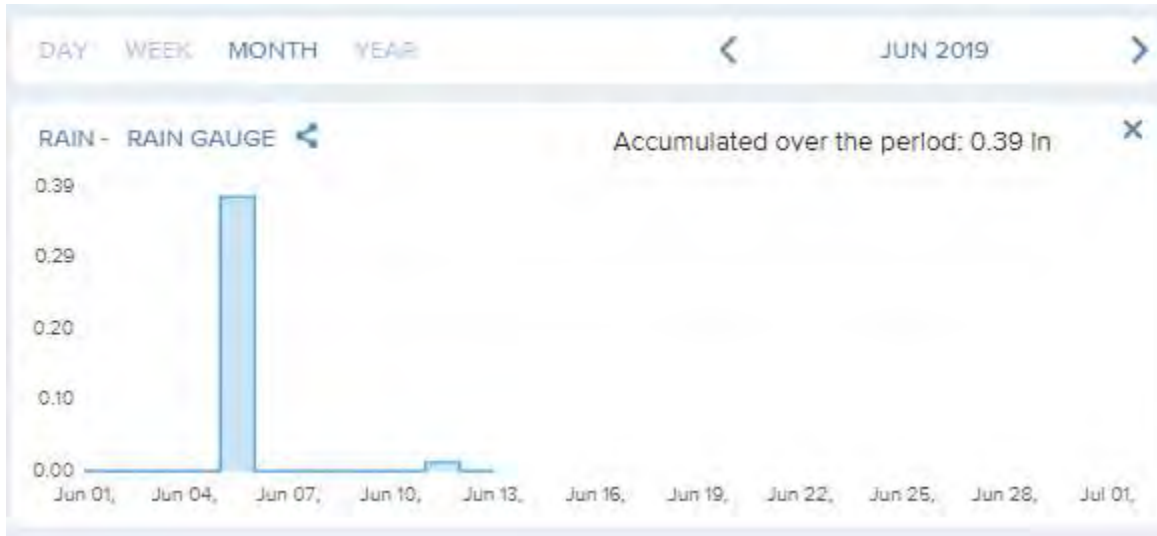 DAY WEEK MONTH YEAR JUN 2019
RAIN - RAIN GAUGE Accumulated over the period: 0.39 in
0.39
0.29
0.20
0.10
0.00
Jun 01, Jun 04, Jun 07, Jun 10, Jun 13, Jun 16, Jun 19, Jun 22, Jun 25, Jun 28, Jul 01,